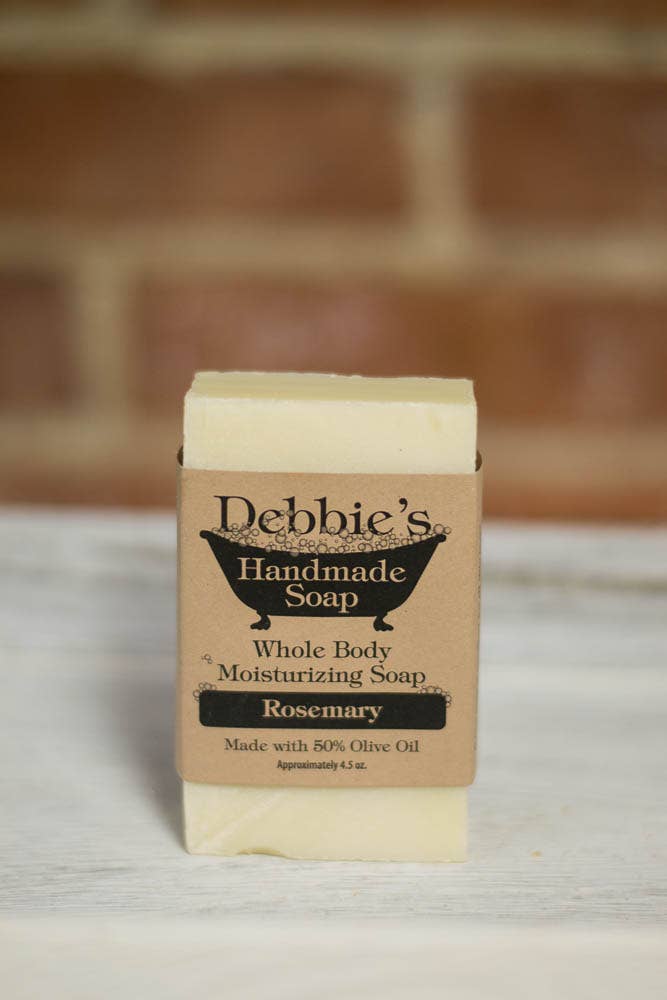 Debbie's
Handmade
Soap
Whole Body
Moisturizing Soap
Rosemary
Made with 50% Olive Oil
Approximately 4.5 oz.